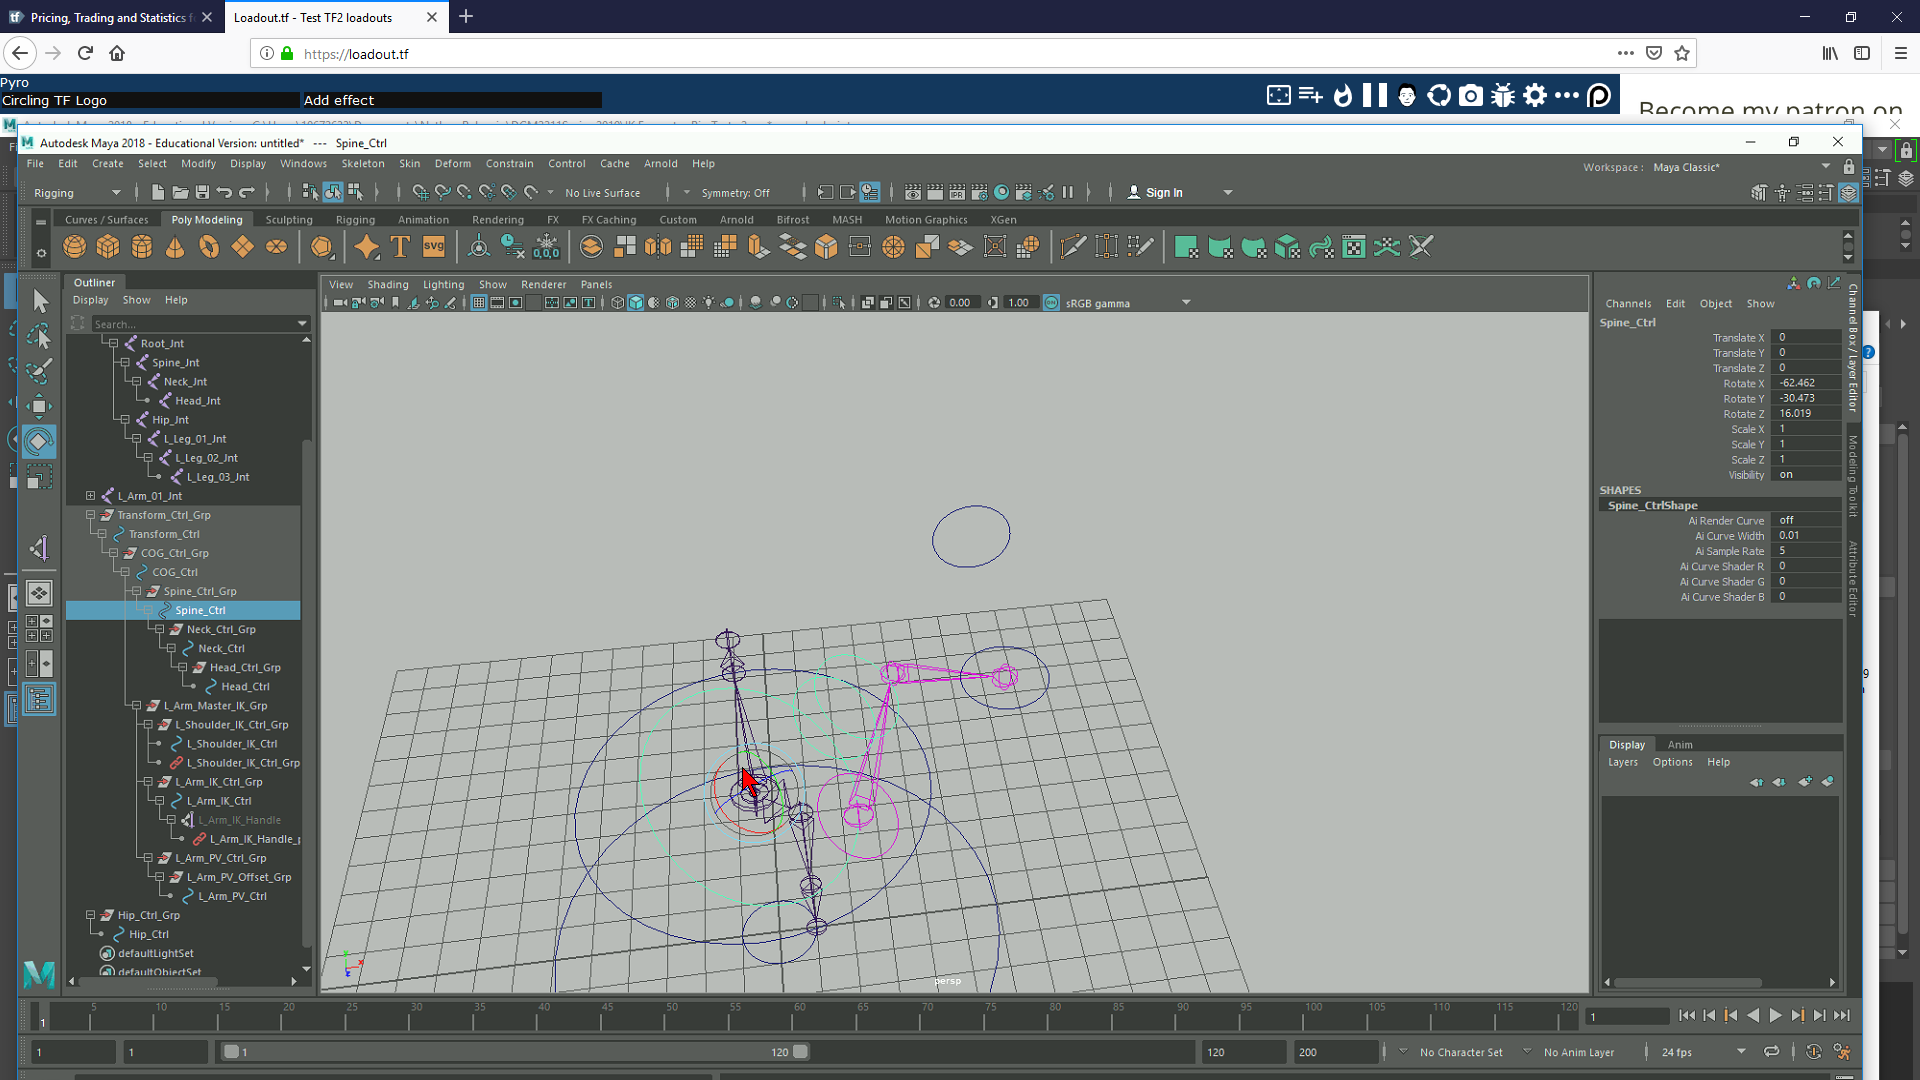 Pricing, Trading and Statistics f
Loadout.tf - Test TF2 loadouts
https://loadout.tf
Pyro
Circling TF Logo
Add effect
Become my patron on
Autodesk Maya 2018 - Educational Version: untitled* --- Spine_Ctrl
File Edit Create Select Modify Display Windows Skeleton Skin Deform Constrain Control Cache Arnold Help
Workspace : Maya Classic*
Rigging
No Live Surface
Symmetry: Off
IPR
Sign In
Curves / Surfaces Poly Modeling Sculpting Rigging Animation Rendering FX FX Caching Custom Arnold Bifrost MASH Motion Graphics XGen
T
SVG
0,0,0
Outliner
Display Show Help
Search...
Root_Jnt
Spine_Jnt
Neck_Jnt
Head_Jnt
Hip_Jnt
L_Leg_01_Jnt
L_Leg_02_Jnt
L_Leg_03_Jnt
L_Arm_01_Jnt
Transform_Ctrl_Grp
Transform_Ctrl
COG_Ctrl_Grp
COG_Ctrl
Spine_Ctrl_Grp
Spine_Ctrl
Neck_Ctrl_Grp
Neck_Ctrl
Head_Ctrl_Grp
Head_Ctrl
L_Arm_Master_IK_Grp
L_Shoulder_IK_Ctrl_Grp
L_Shoulder_IK_Ctrl
L_Shoulder_IK_Ctrl_Grp
L_Arm_IK_Ctrl_Grp
L_Arm_IK_Ctrl
L_Arm_IK_Handle
L_Arm_IK_Handle_p
L_Arm_PV_Ctrl_Grp
L_Arm_PV_Offset_Grp
L_Arm_PV_Ctrl
Hip_Ctrl_Grp
Hip_Ctrl
defaultLightSet
defaultObjectSet
View Shading Lighting Show Renderer Panels
0.00
1.00
sRGB gamma
persp
Channels Edit Object Show
Spine_Ctrl
Translate X 0
Translate Y 0
Translate Z 0
Rotate X -62.462
Rotate Y -30.473
Rotate Z 16.019
Scale X 1
Scale Y 1
Scale Z 1
Visibility on
SHAPES
Spine_CtrlShape
Ai Render Curve off
Ai Curve Width 0.01
Ai Sample Rate 5
Ai Curve Shader R 0
Ai Curve Shader G 0
Ai Curve Shader B 0
Channel Box / Layer Editor
Modeling Toolkit
Attribute Editor
Display Anim
Layers Options Help
5 10 15 20 25 30 35 40 45 50 55 60 65 70 75 80 85 90 95 100 105 110 115 120
1
1
1
1
1
120
120
200
No Character Set
No Anim Layer
24 fps